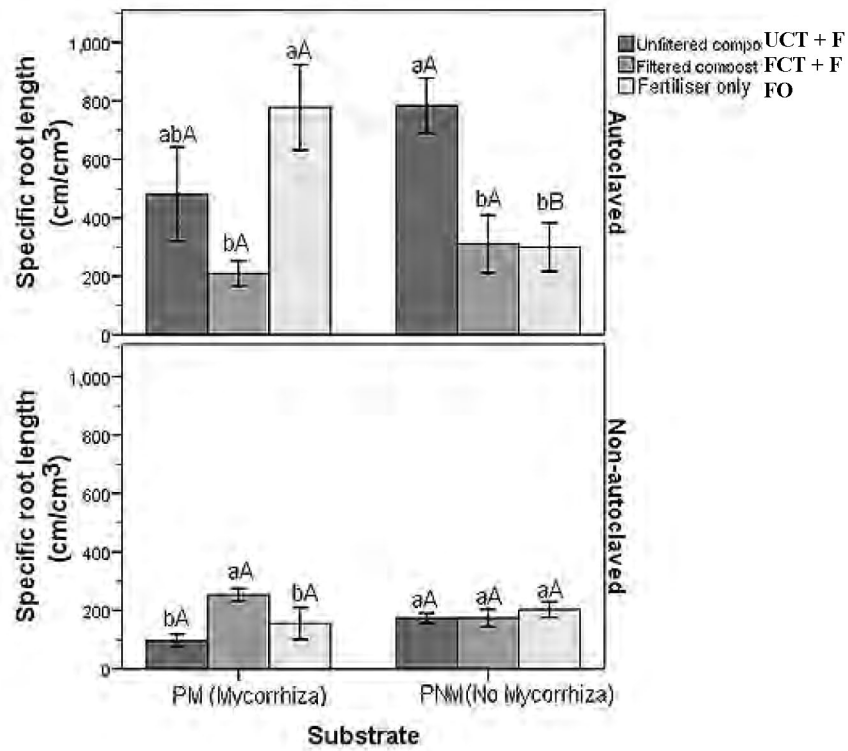 1,000
800
600
400
200
0
Specific root length
(cm/cm³)
abA
bA
aA
aA
bA
bB
Unfiltered compo UCT + F
Filtered compost FCT + F
Fertiliser only FO
Autoclaved
1,000
800
600
400
200
0
Specific root length
(cm/cm³)
bA
aA
bA
aA
aA
aA
Non-autoclaved
PM (Mycorrhiza)
PNM(No Mycorrhiza)
Substrate